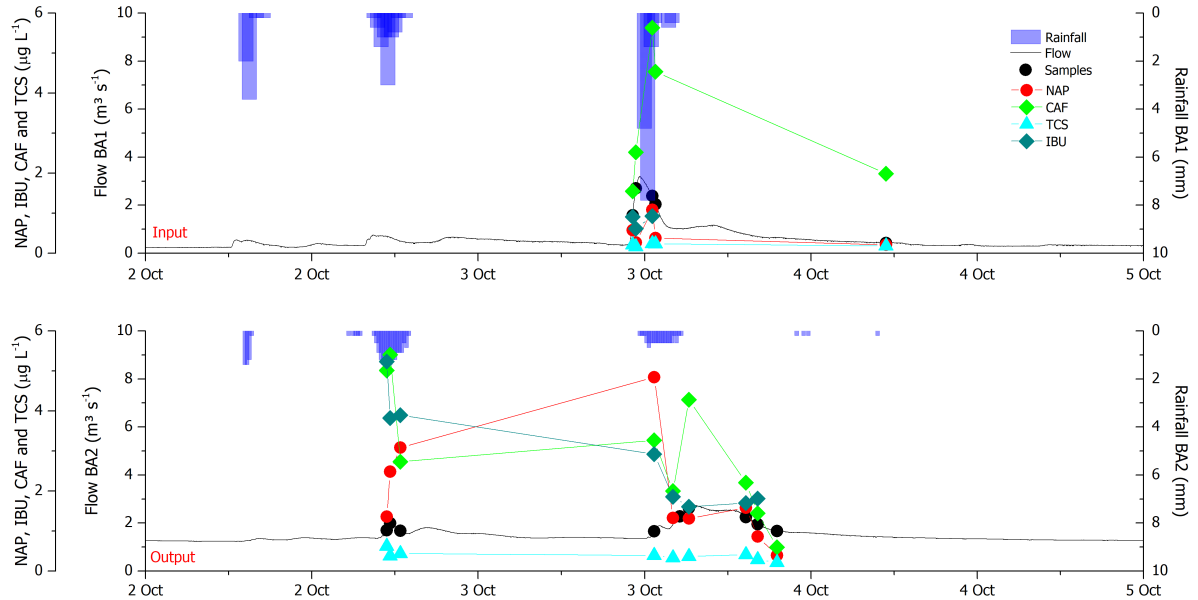 NAP, IBU, CAF and TCS (µg L⁻¹)
6
4
2
0
Flow BA1 (m³ s⁻¹)
10
8
6
4
2
0
Input
Rainfall
Flow
Samples
NAP
CAF
TCS
IBU
0
2
4
6
8
10
Rainfall BA1 (mm)
2 Oct
2 Oct
3 Oct
3 Oct
4 Oct
4 Oct
5 Oct
NAP, IBU, CAF and TCS (µg L⁻¹)
6
4
2
0
Flow BA2 (m³ s⁻¹)
10
8
6
4
2
0
Output
0
2
4
6
8
10
Rainfall BA2 (mm)
2 Oct
2 Oct
3 Oct
3 Oct
4 Oct
4 Oct
5 Oct